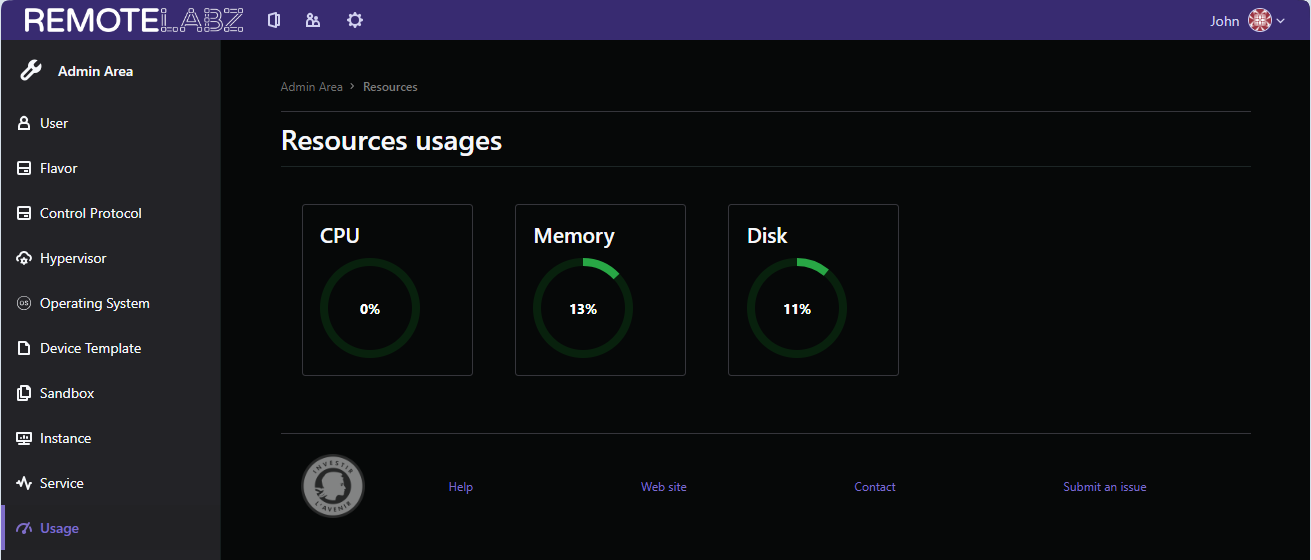 REMOTELABZ
John
Admin Area
User
Flavor
Control Protocol
Hypervisor
OS Operating System
Device Template
Sandbox
Instance
Service
Usage
Admin Area > Resources
Resources usages
CPU
0%
Memory
13%
Disk
11%
INVESTIR
L'AVENIR
Help
Web site
Contact
Submit an issue